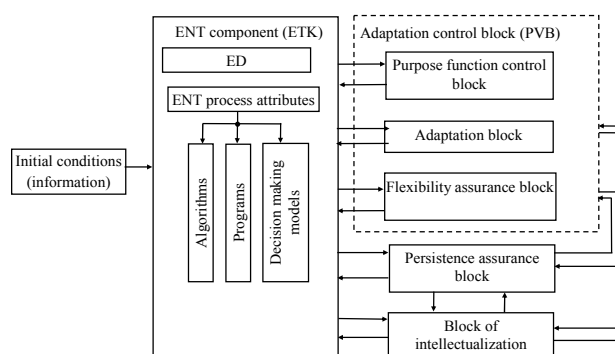 ENT component (ETK)
ED
ENT process attributes
Algorithms
Programs
Decision making
models
Initial conditions
(information)
Adaptation control block (PVB)
Purpose function control
block
Adaptation block
Flexibility assurance block
Persistence assurance
block
Block of
intellectualization